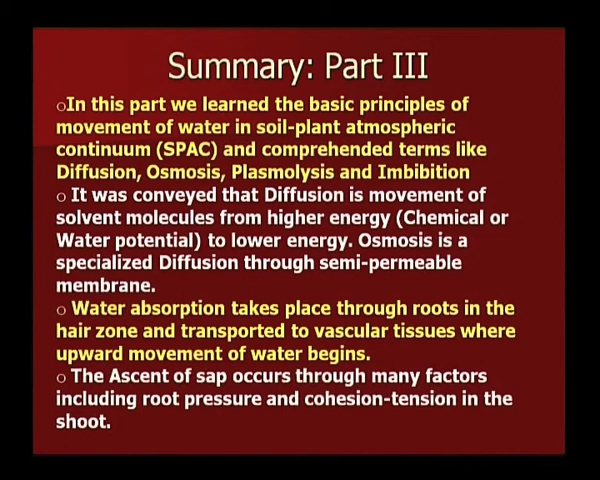 Summary: Part III
oIn this part we learned the basic principles of
movement of water in soil-plant atmospheric
continuum (SPAC) and comprehended terms like
Diffusion, Osmosis, Plasmolysis and Imbibition
o It was conveyed that Diffusion is movement of
solvent molecules from higher energy (Chemical or
Water potential) to lower energy. Osmosis is a
specialized Diffusion through semi-permeable
membrane.
o Water absorption takes place through roots in the
hair zone and transported to vascular tissues where
upward movement of water begins.
o The Ascent of sap occurs through many factors
including root pressure and cohesion-tension in the
shoot.